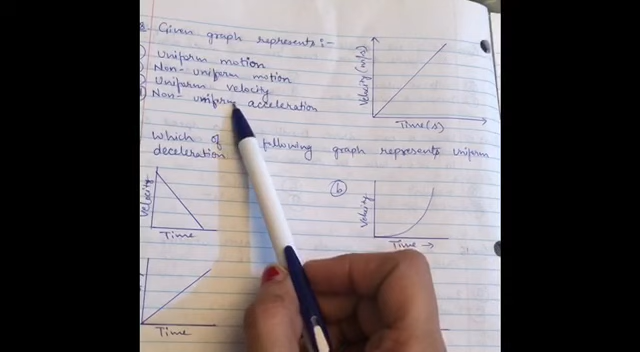 8. Given graph represents :-
Uniform motion
Non-uniform motion
Uniform velocity
Non-uniform acceleration
Velocity (m/s)
Time(s)
Which of following graph represents uniform
deceleration
Velocity
Time
b
Velocity
Time →
Time